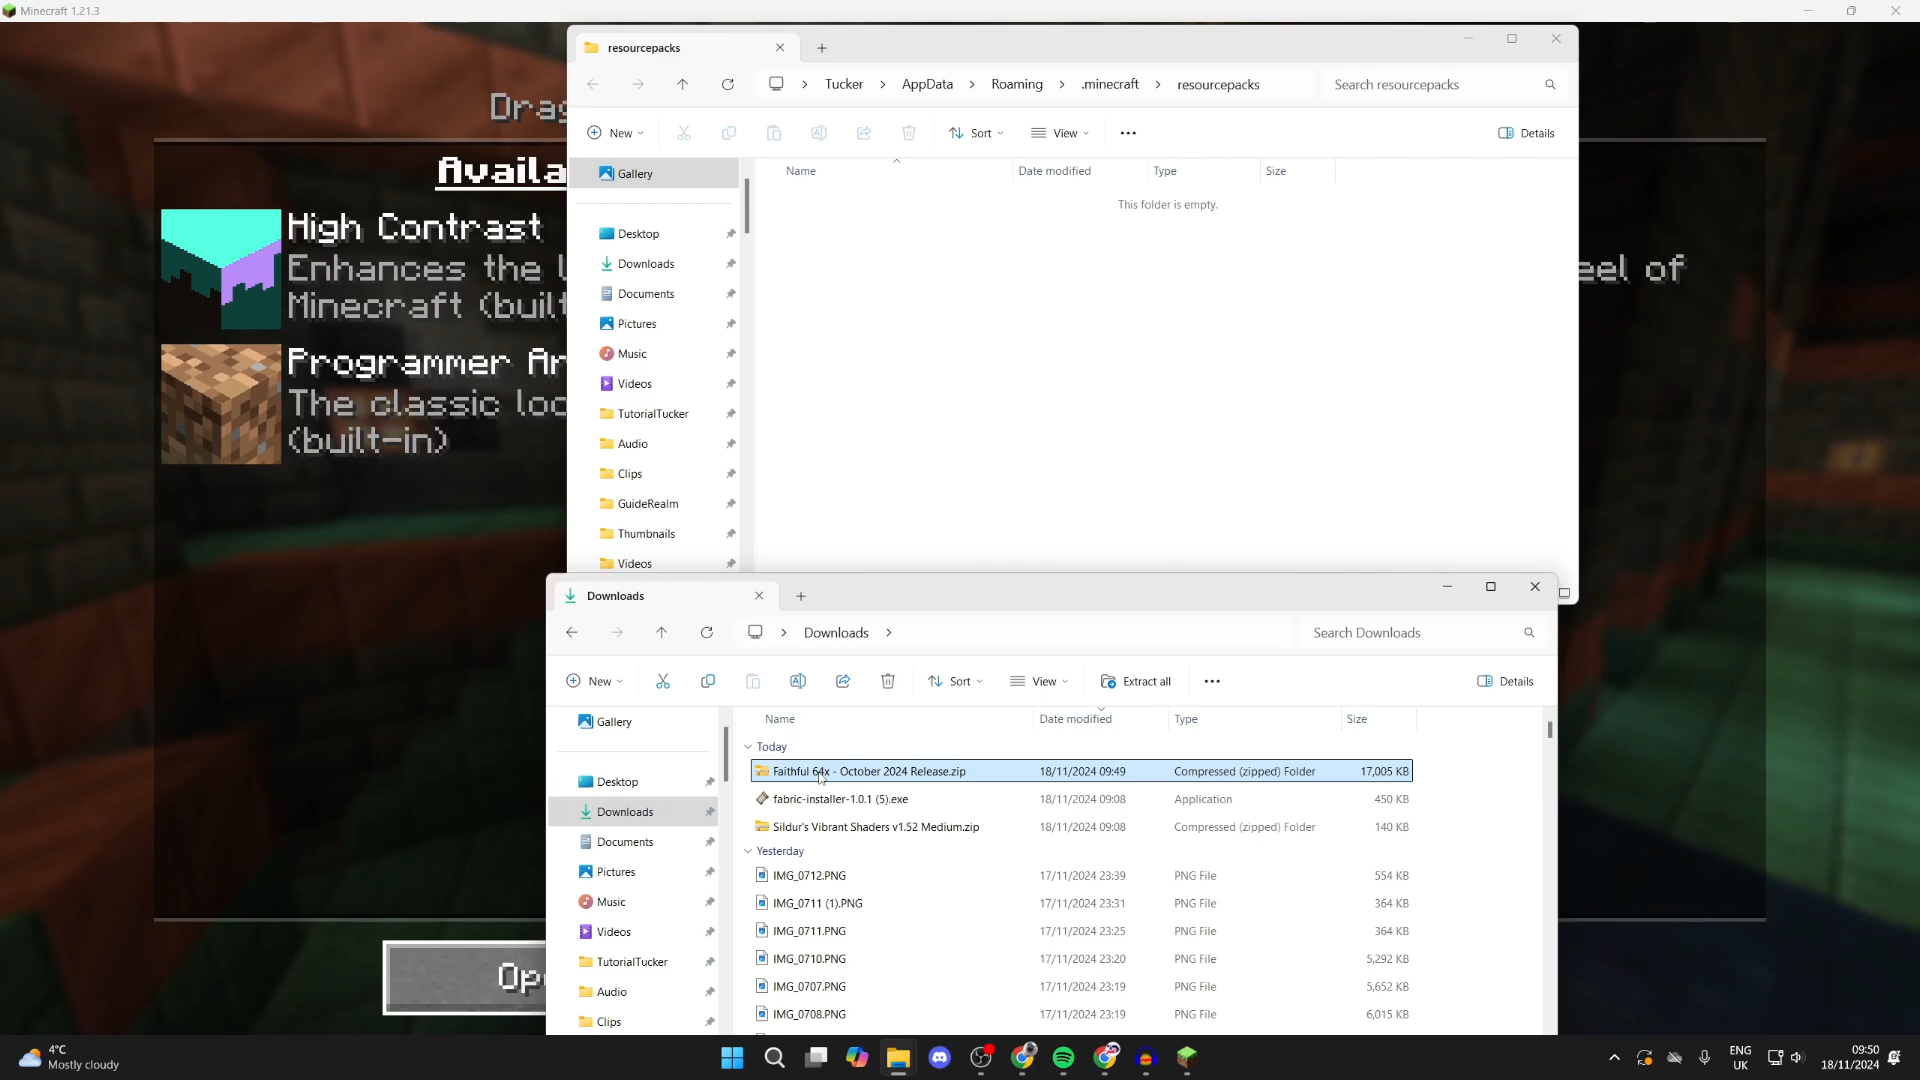 Minecraft 1.21.3
Drag
Availa
High Contrast
Enhances the l
Minecraft (built
Programmer Ar
The classic loo
(built-in)
eel of
Ope
resourcepacks
Tucker > AppData > Roaming > .minecraft > resourcepacks
Search resourcepacks
New
Sort
View
Details
Name Date modified Type Size
This folder is empty.
Gallery
Desktop
Downloads
Documents
Pictures
Music
Videos
TutorialTucker
Audio
Clips
GuideRealm
Thumbnails
Videos
Downloads
Downloads >
Search Downloads
New
Sort
View
Extract all
Details
Gallery
Desktop
Downloads
Documents
Pictures
Music
Videos
TutorialTucker
Audio
Clips
Name Date modified Type Size
Today
Faithful 64x - October 2024 Release.zip 18/11/2024 09:49 Compressed (zipped) Folder 17,005 KB
fabric-installer-1.0.1 (5).exe 18/11/2024 09:08 Application 450 KB
Sildur's Vibrant Shaders v1.52 Medium.zip 18/11/2024 09:08 Compressed (zipped) Folder 140 KB
Yesterday
IMG_0712.PNG 17/11/2024 23:39 PNG File 554 KB
IMG_0711 (1).PNG 17/11/2024 23:31 PNG File 364 KB
IMG_0711.PNG 17/11/2024 23:25 PNG File 364 KB
IMG_0710.PNG 17/11/2024 23:20 PNG File 5,292 KB
IMG_0707.PNG 17/11/2024 23:19 PNG File 5,652 KB
IMG_0708.PNG 17/11/2024 23:19 PNG File 6,015 KB
4°C
Mostly cloudy
ENG
UK
09:50
18/11/2024